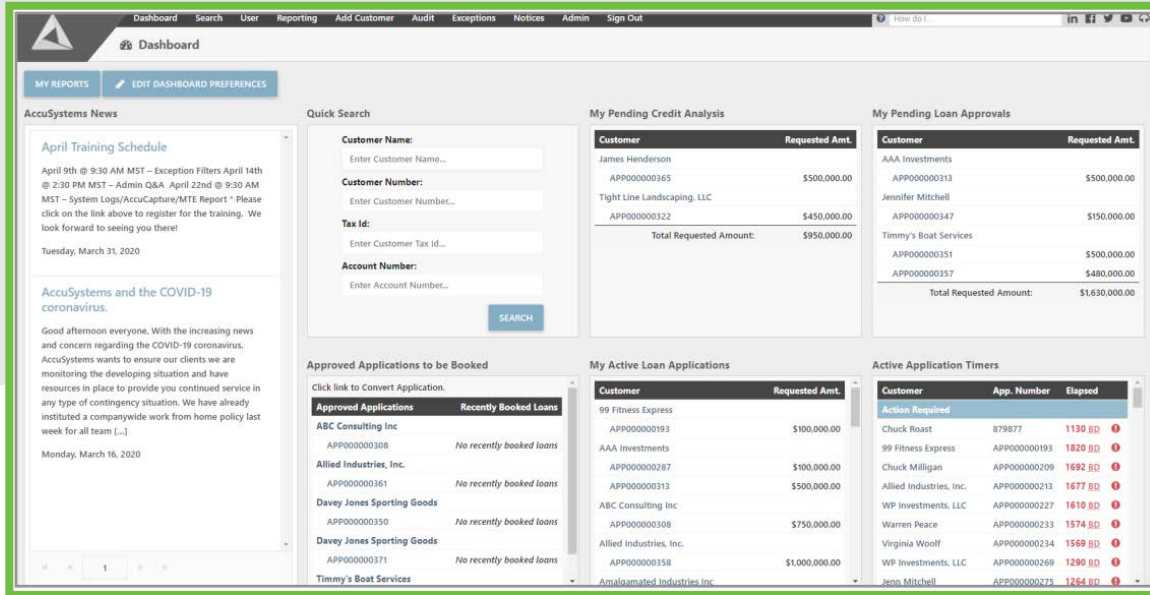 Dashboard Search User Reporting Add Customer Audit Exceptions Notices Admin Sign Out
How do I...
Dashboard
MY REPORTS
EDIT DASHBOARD PREFERENCES
AccuSystems News
April Training Schedule
April 9th @ 9:30 AM MST – Exception Filters April 14th
@ 2:30 PM MST – Admin Q&A April 22nd @ 9:30 AM
MST – System Logs/AccuCapture/MTE Report * Please
click on the link above to register for the training. We
look forward to seeing you there!
Tuesday, March 31, 2020
AccuSystems and the COVID-19
coronavirus.
Good afternoon everyone, With the increasing news
and concern regarding the COVID-19 coronavirus,
AccuSystems wants to ensure our clients we are
monitoring the developing situation and have
resources in place to provide you continued service in
any type of contingency situation. We have already
instituted a companywide work from home policy last
week for all team [...]
Monday, March 16, 2020
1
Quick Search
Customer Name:
Enter Customer Name...
Customer Number:
Enter Customer Number...
Tax Id:
Enter Customer Tax Id...
Account Number:
Enter Account Number...
SEARCH
My Pending Credit Analysis
Customer Requested Amt.
James Henderson
APP000000365 $500,000.00
Tight Line Landscaping, LLC
APP000000322 $450,000.00
Total Requested Amount: $950,000.00
My Pending Loan Approvals
Customer Requested Amt.
AAA Investments
APP000000313 $500,000.00
Jennifer Mitchell
APP000000347 $150,000.00
Timmy's Boat Services
APP000000351 $500,000.00
APP000000357 $480,000.00
Total Requested Amount: $1,630,000.00
Approved Applications to be Booked
Click link to Convert Application.
Approved Applications Recently Booked Loans
ABC Consulting Inc
APP000000308 No recently booked loans
Allied Industries, Inc.
APP000000361 No recently booked loans
Davey Jones Sporting Goods
APP000000350 No recently booked loans
Davey Jones Sporting Goods
APP000000371 No recently booked loans
Timmy's Boat Services
My Active Loan Applications
Customer Requested Amt.
99 Fitness Express
APP000000193 $100,000.00
AAA Investments
APP000000287 $100,000.00
APP000000313 $500,000.00
ABC Consulting Inc
APP000000308 $750,000.00
Allied Industries, Inc.
APP000000358 $1,000,000.00
Amalgamated Industries Inc
Active Application Timers
Customer App. Number Elapsed
Action Required
Chuck Roast 879877 1130 BD
99 Fitness Express APP000000193 1820 BD
Chuck Milligan APP000000209 1692 BD
Allied Industries, Inc. APP000000213 1677 BD
WP Investments, LLC APP000000227 1610 BD
Warren Peace APP000000233 1574 BD
Virginia Woolf APP000000234 1569 BD
WP Investments, LLC APP000000269 1290 BD
Jenn Mitchell APP000000275 1264 BD